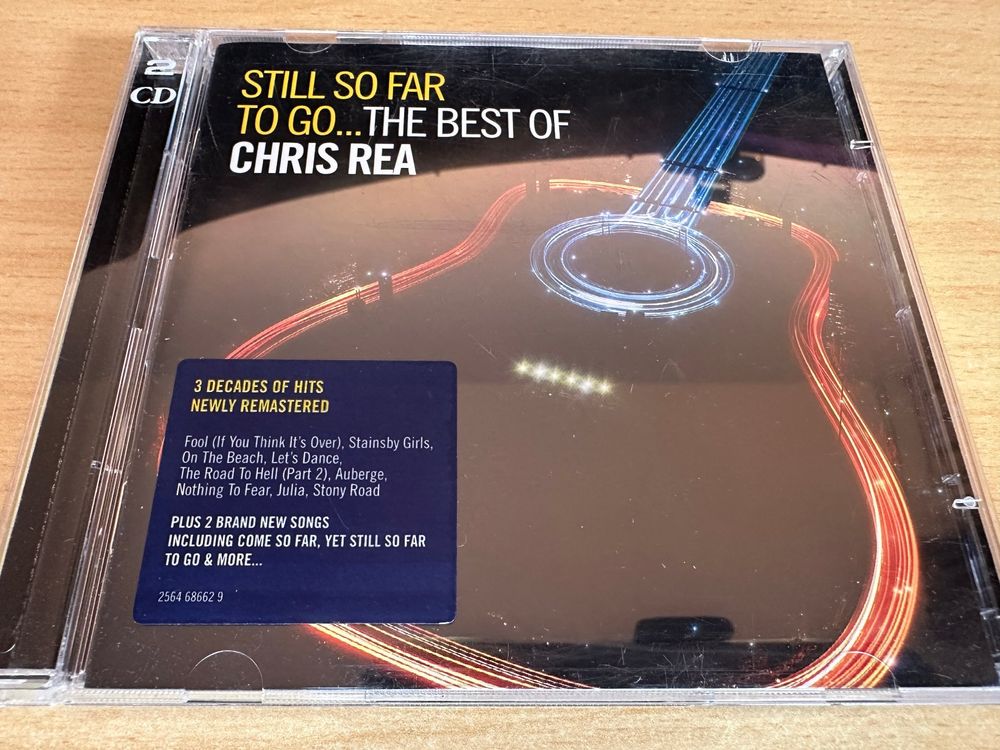 2
CD
STILL SO FAR
TO GO...THE BEST OF
CHRIS REA
3 DECADES OF HITS
NEWLY REMASTERED
Fool (If You Think It's Over), Stainsby Girls,
On The Beach, Let's Dance,
The Road To Hell (Part 2), Auberge,
Nothing To Fear, Julia, Stony Road
PLUS 2 BRAND NEW SONGS
INCLUDING COME SO FAR, YET STILL SO FAR
TO GO & MORE...
2564 68662 9